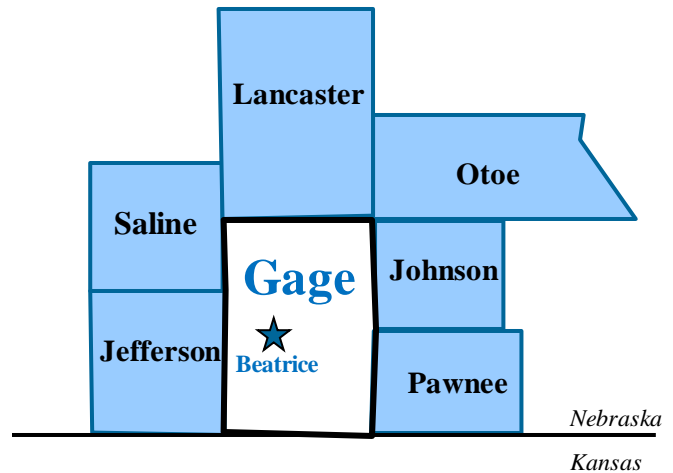 Lancaster
Otoe
Saline
Gage
Johnson
Jefferson
Beatrice
Pawnee
Nebraska
Kansas